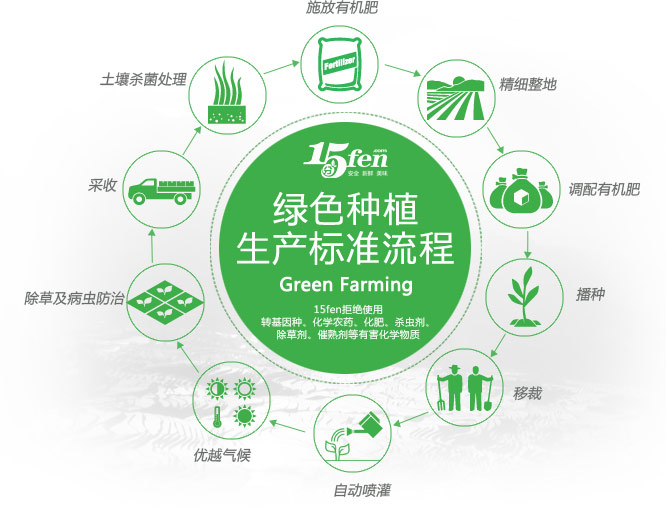 施放有机肥
Fertilizer
土壤杀菌处理
精细整地
15fen
.com
安全 新鲜 美味
采收
调配有机肥
绿色种植
生产标准流程
Green Farming
除草及病虫防治
播种
15fen拒绝使用
转基因种、化学农药、化肥、杀虫剂、
除草剂、催熟剂等有害化学物质
移裁
优越气候
自动喷灌